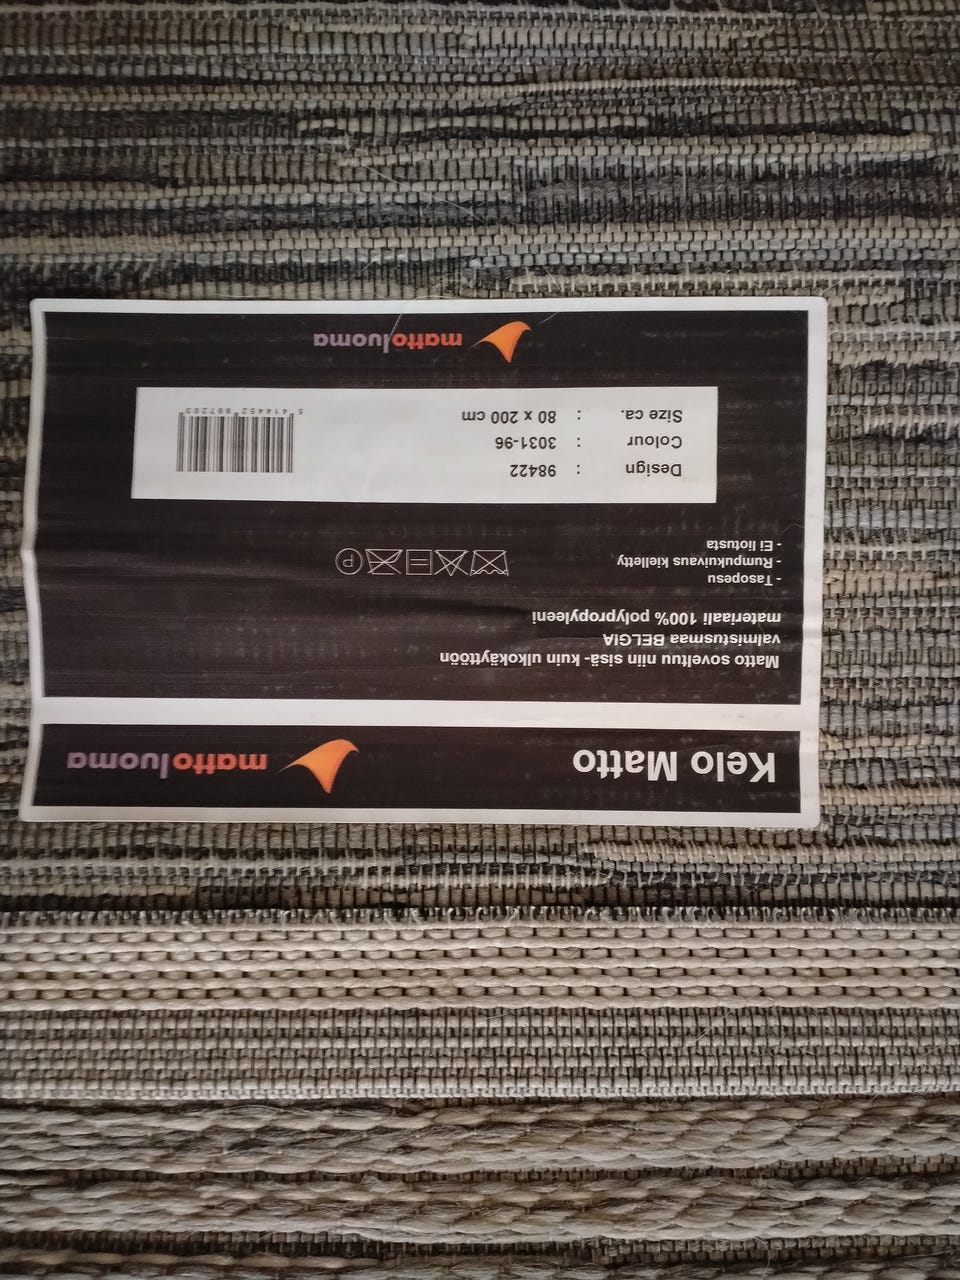 Kelo Matto
mattoluoma
Matto soveltuu niin sisä- kuin ulkokäyttöön
valmistusmaa BELGIA
materiaali 100% polypropyleeni
- Tasopesu
- Rumpukuivaus kielletty
- Ei liotusta
P
Design : 98422
Colour : 3031-96
Size ca. : 80 x 200 cm
mattoluoma